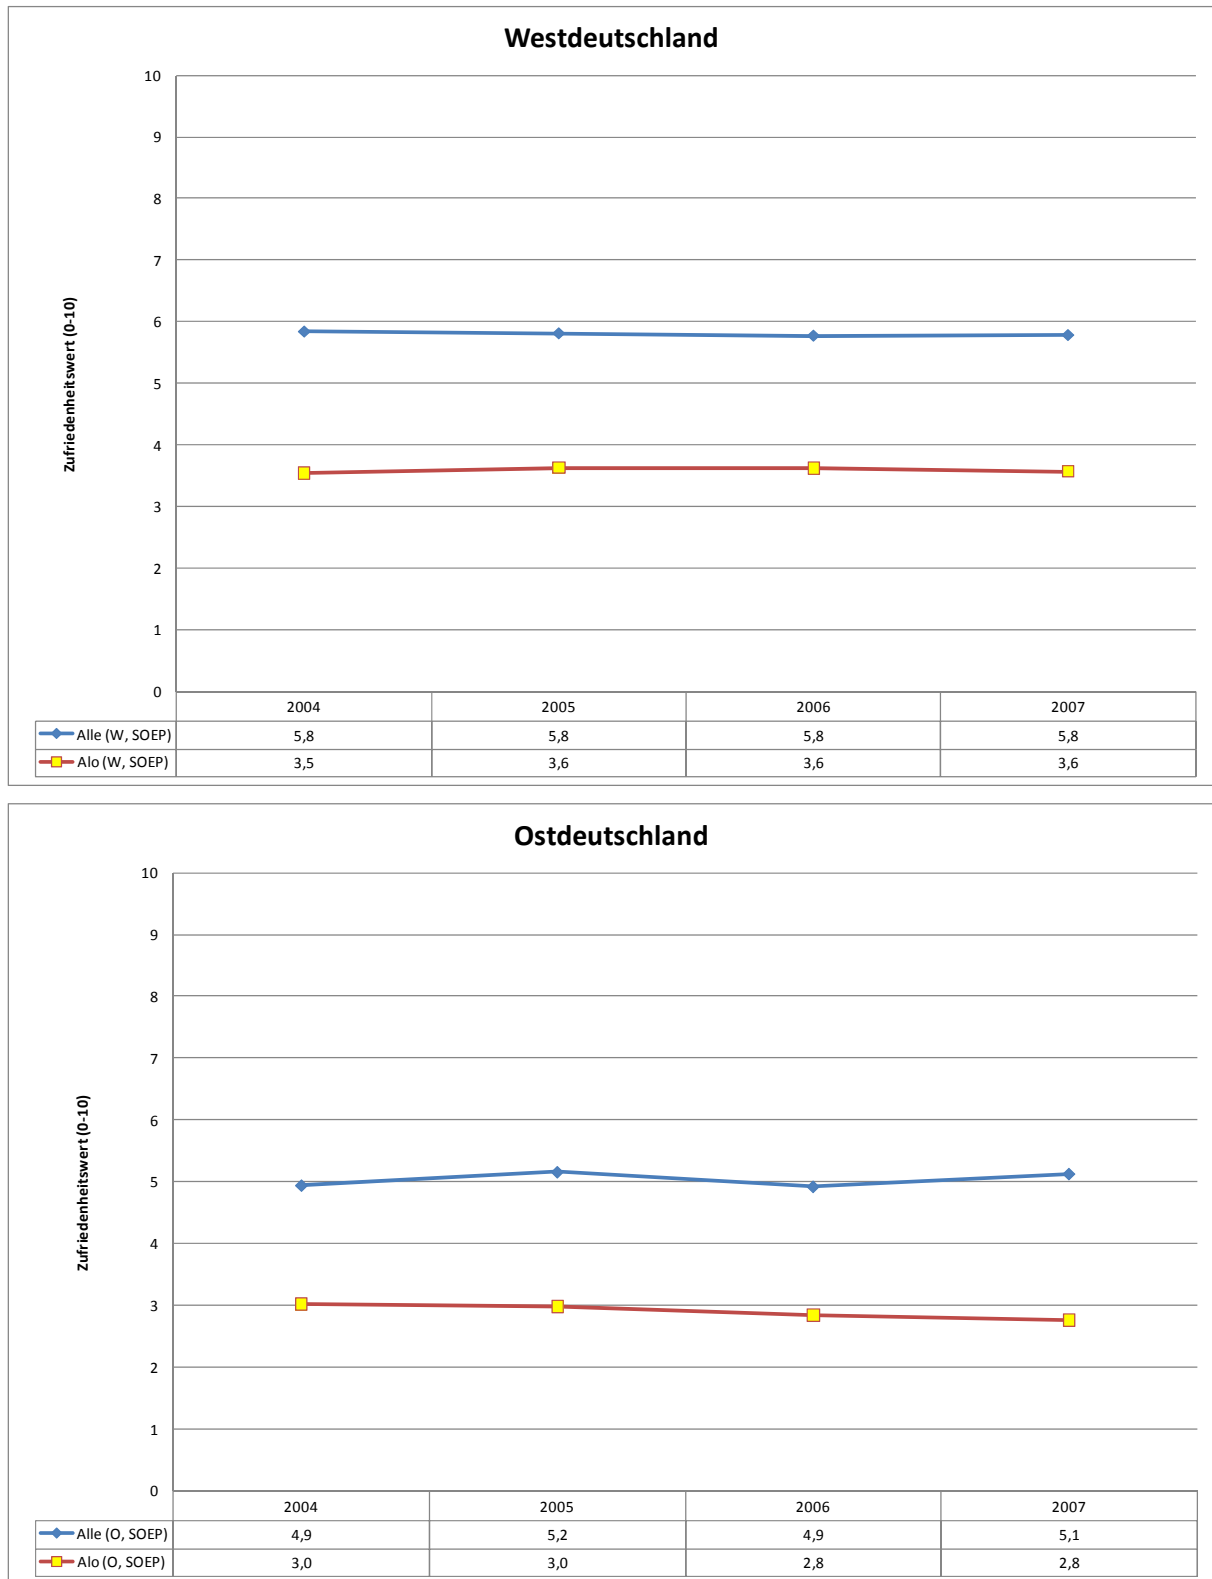 Westdeutschland
Zufriedenheitswert (0-10)
10
9
8
7
6
5
4
3
2
1
0
2004 2005 2006 2007
Alle (W, SOEP) 5,8 5,8 5,8 5,8
Alo (W, SOEP) 3,5 3,6 3,6 3,6
Ostdeutschland
Zufriedenheitswert (0-10)
10
9
8
7
6
5
4
3
2
1
0
2004 2005 2006 2007
Alle (O, SOEP) 4,9 5,2 4,9 5,1
Alo (O, SOEP) 3,0 3,0 2,8 2,8